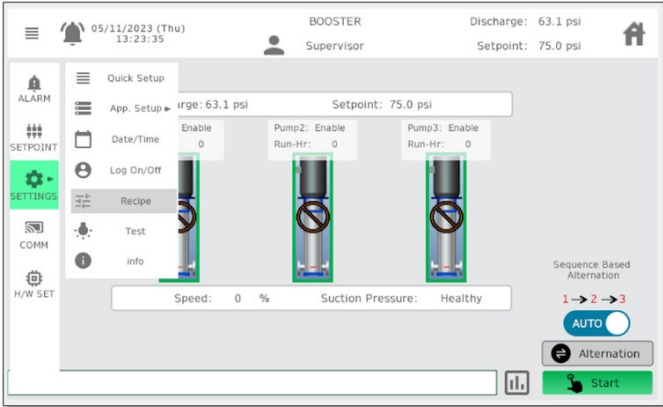 05/11/2023 (Thu)
13:23:35
BOOSTER
Supervisor
Discharge: 63.1 psi
Setpoint: 75.0 psi
ALARM
SETPOINT
SETTINGS
COMM
H/W SET
Quick Setup
App. Setup
Date/Time
Log On/Off
Recipe
Test
info
arge: 63.1 psi
Setpoint: 75.0 psi
Enable
0
Pump2: Enable
Run-Hr: 0
Pump3: Enable
Run-Hr: 0
Speed: 0 %
Suction Pressure: Healthy
Sequence Based
Alternation
1 → 2 → 3
AUTO
Alternation
Start